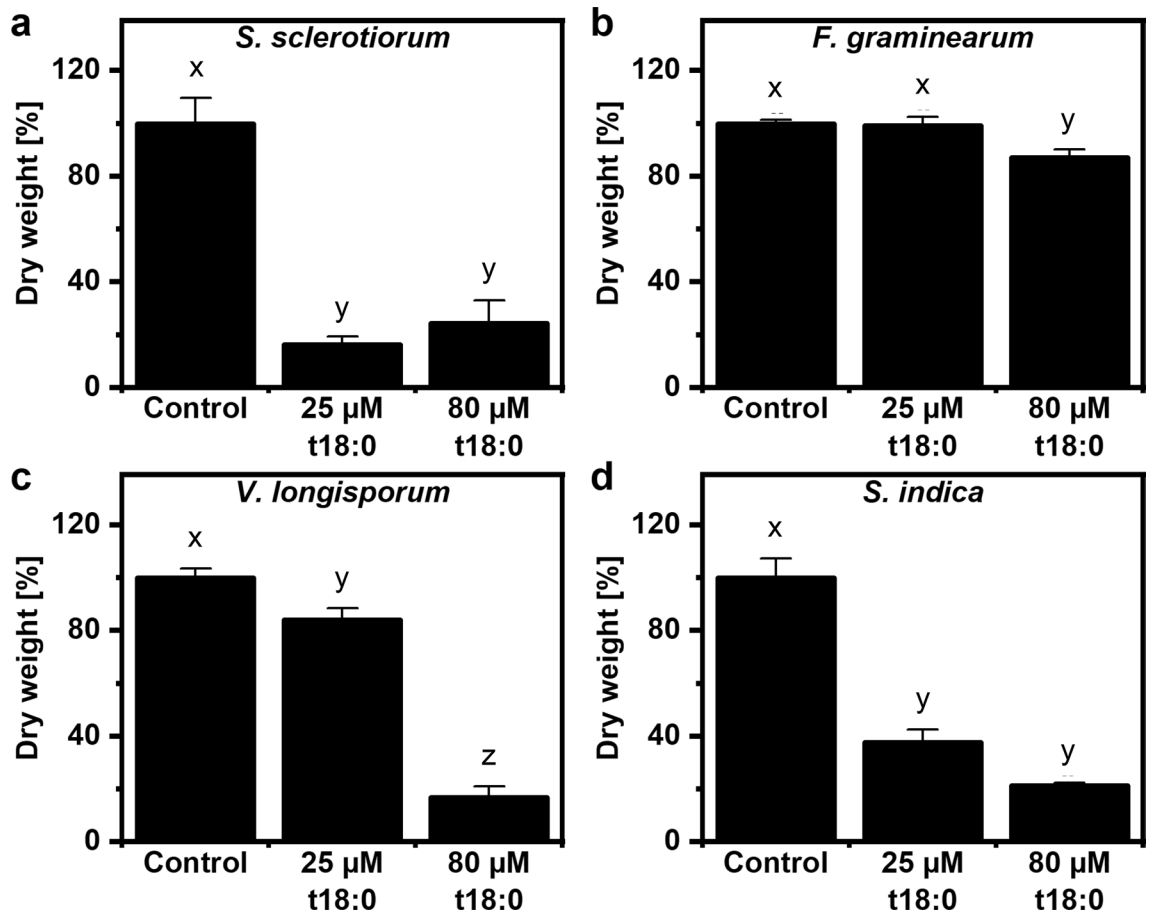 a
S. sclerotiorum
Dry weight [%]
120
80
40
0
x
y
y
Control
25 µM
t18:0
80 µM
t18:0
b
F. graminearum
Dry weight [%]
120
80
40
0
x
x
y
Control
25 µM
t18:0
80 µM
t18:0
c
V. longisporum
Dry weight [%]
120
80
40
0
x
y
z
Control
25 µM
t18:0
80 µM
t18:0
d
S. indica
Dry weight [%]
120
80
40
0
x
y
y
Control
25 µM
t18:0
80 µM
t18:0